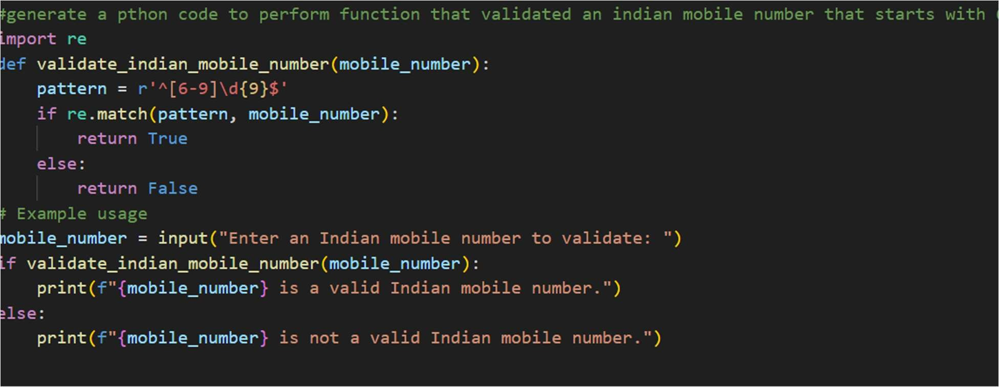 #generate a pthon code to perform function that validated an indian mobile number that starts with
import re
def validate_indian_mobile_number(mobile_number):
    pattern = r'^[6-9]\d{9}$'
    if re.match(pattern, mobile_number):
        return True
    else:
        return False
# Example usage
mobile_number = input("Enter an Indian mobile number to validate: ")
if validate_indian_mobile_number(mobile_number):
    print(f"{mobile_number} is a valid Indian mobile number.")
else:
    print(f"{mobile_number} is not a valid Indian mobile number.")